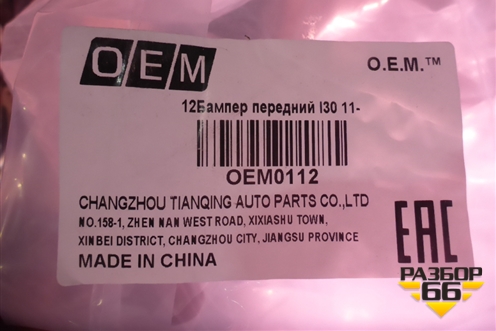 OEM
O.E.M.™
12Бампер передний I30 11-
OEM0112
CHANGZHOU TIANQING AUTO PARTS CO.,LTD
NO.158-1, ZHEN NAN WEST ROAD, XIXIASHU TOWN,
XINBEI DISTRICT, CHANGZHOU CITY, JIANGSU PROVINCE
MADE IN CHINA
EAC
РАЗБОР
66